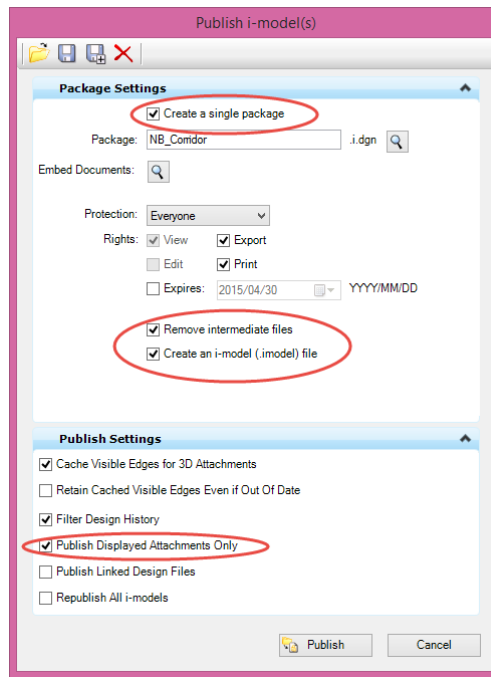 Publish i-model(s)
Package Settings
Create a single package
Package: NB_Corridor .i.dgn
Embed Documents:
Protection: Everyone
Rights: View Export
Edit Print
Expires: 2015/04/30 YYYY/MM/DD
Remove intermediate files
Create an i-model (.imodel) file
Publish Settings
Cache Visible Edges for 3D Attachments
Retain Cached Visible Edges Even if Out Of Date
Filter Design History
Publish Displayed Attachments Only
Publish Linked Design Files
Republish All i-models
Publish Cancel